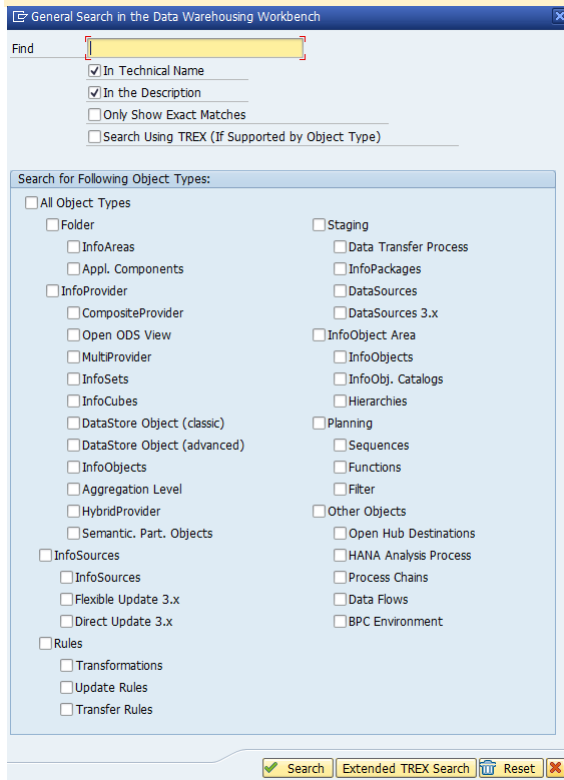 General Search in the Data Warehousing Workbench
Find
In Technical Name
In the Description
Only Show Exact Matches
Search Using TREX (If Supported by Object Type)
Search for Following Object Types:
All Object Types
Folder
InfoAreas
Appl. Components
InfoProvider
CompositeProvider
Open ODS View
MultiProvider
InfoSets
InfoCubes
DataStore Object (classic)
DataStore Object (advanced)
InfoObjects
Aggregation Level
HybridProvider
Semantic. Part. Objects
InfoSources
InfoSources
Flexible Update 3.x
Direct Update 3.x
Rules
Transformations
Update Rules
Transfer Rules
Staging
Data Transfer Process
InfoPackages
DataSources
DataSources 3.x
InfoObject Area
InfoObjects
InfoObj. Catalogs
Hierarchies
Planning
Sequences
Functions
Filter
Other Objects
Open Hub Destinations
HANA Analysis Process
Process Chains
Data Flows
BPC Environment
Search
Extended TREX Search
Reset